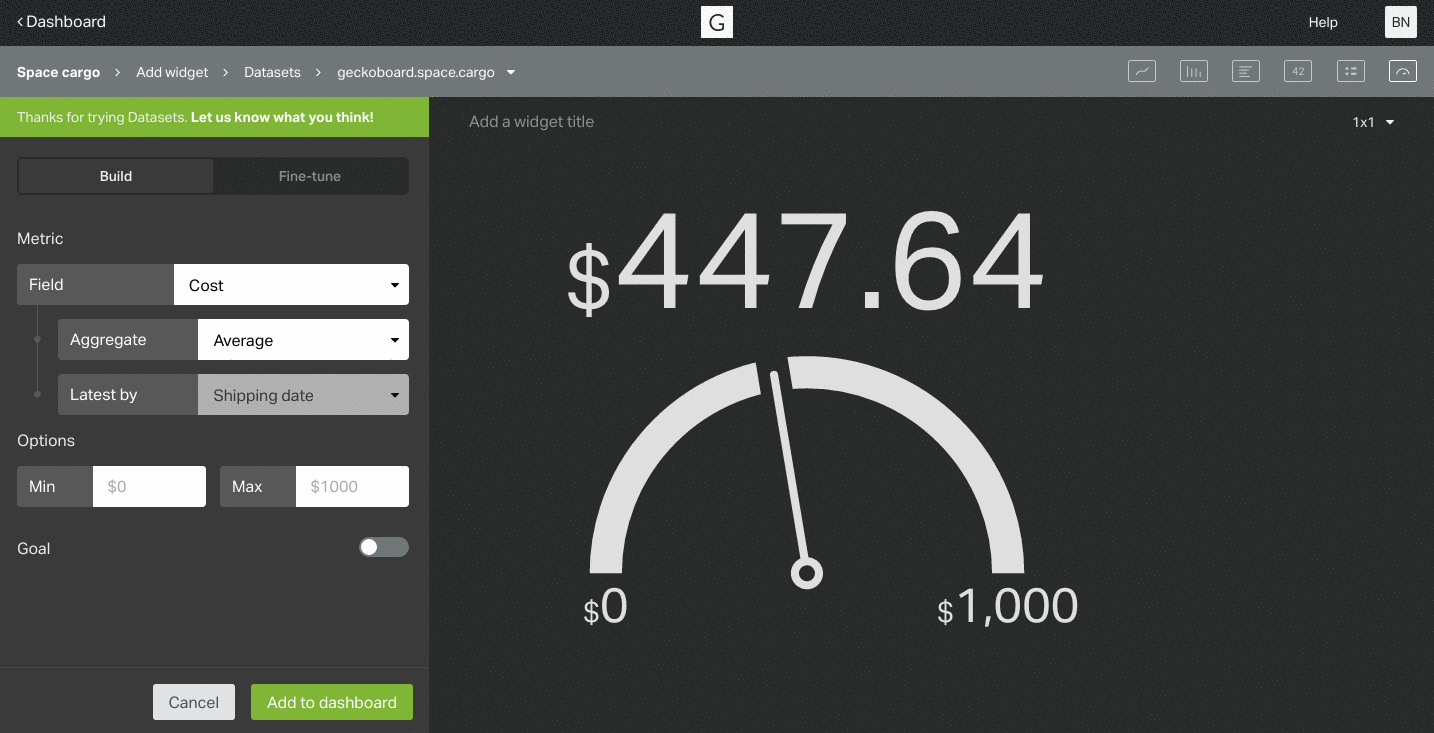 Dashboard
G
Help
BN
Space cargo
Add widget
Datasets
geckoboard.space.cargo
42
Thanks for trying Datasets. Let us know what you think!
Add a widget title
1x1
Build
Fine-tune
Metric
Field
Cost
Aggregate
Average
Latest by
Shipping date
Options
Min
$0
Max
$1000
Goal
Cancel
Add to dashboard
$447.64
$0
$1,000